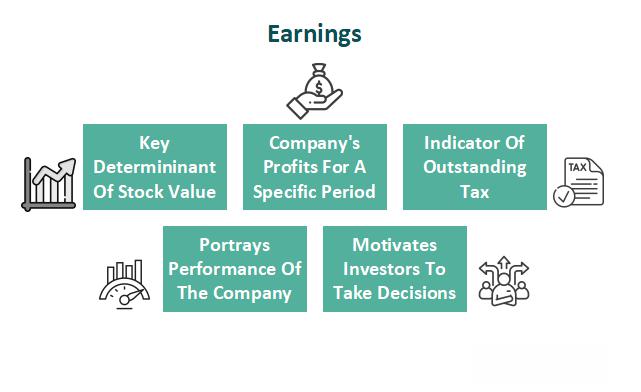 Earnings
Key
Determininant
Of Stock Value
Company's
Profits For A
Specific Period
Indicator Of
Outstanding
Tax
TAX
Portrays
Performance Of
The Company
Motivates
Investors To
Take Decisions